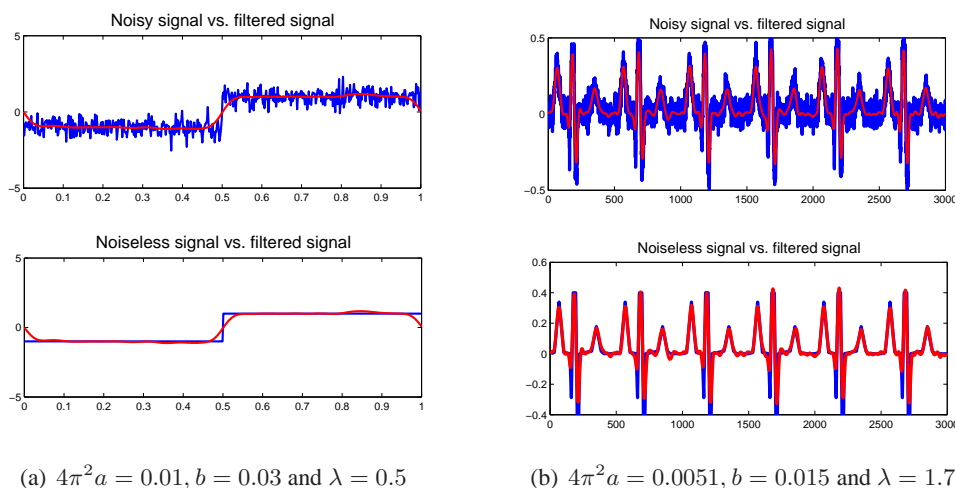 Noisy signal vs. filtered signal
5
0
−5
0 0.1 0.2 0.3 0.4 0.5 0.6 0.7 0.8 0.9 1
Noiseless signal vs. filtered signal
5
0
−5
0 0.1 0.2 0.3 0.4 0.5 0.6 0.7 0.8 0.9 1
(a) 4π²a = 0.01, b = 0.03 and λ = 0.5
Noisy signal vs. filtered signal
0.5
0
−0.5
0 500 1000 1500 2000 2500 3000
Noiseless signal vs. filtered signal
0.6
0.4
0.2
0
−0.2
−0.4
0 500 1000 1500 2000 2500 3000
(b) 4π²a = 0.0051, b = 0.015 and λ = 1.7